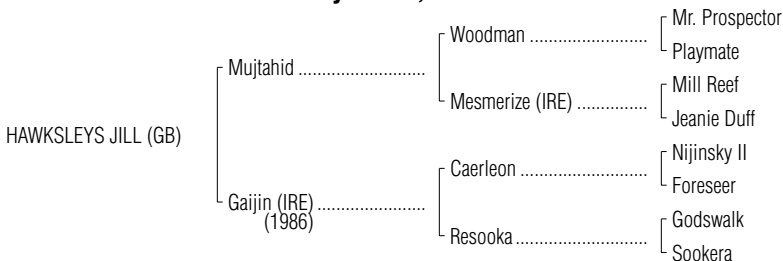 Mr. Prospector
Woodman
Playmate
Mujtahid
Mill Reef
Mesmerize (IRE)
Jeanie Duff
HAWKSLEYS JILL (GB)
Nijinsky II
Caerleon
Foreseer
Gaijin (IRE)
(1986)
Godswalk
Resooka
Sookera